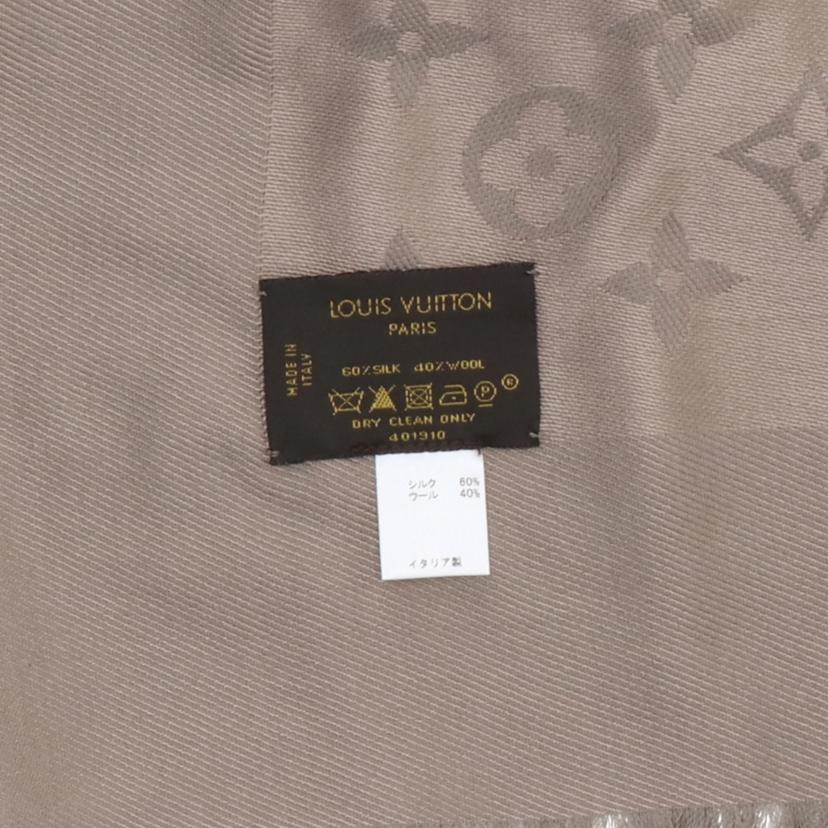 LOUIS VUITTON
PARIS
MADE IN
ITALY
60%SILK 40%WOOL
P
DRY CLEAN ONLY
401910
シルク 60%
ウール 40%
イタリア製